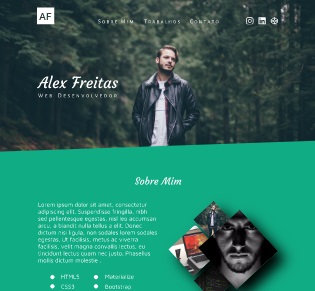 AF
Sobre Mim Trabalhos Contato
Alex Freitas
Web Desenvolvedor
Sobre Mim
Lorem ipsum dolor sit amet, consectetur
adipiscing elit. Suspendisse fringilla, nibh
sed pellentesque egestas, nisl leo accumsan
arcu, a blandit nulla tellus a elit. Donec
dictum nisi ligula, non sodales lorem sodales
egestas. Ut facilisis, metus ac viverra
facilisis, velit magna convallis lectus, eu
tincidunt lectus quam nec justo. Phasellus
mollis dictum molestie .
HTML5 Materialize
CSS3 Bootstrap